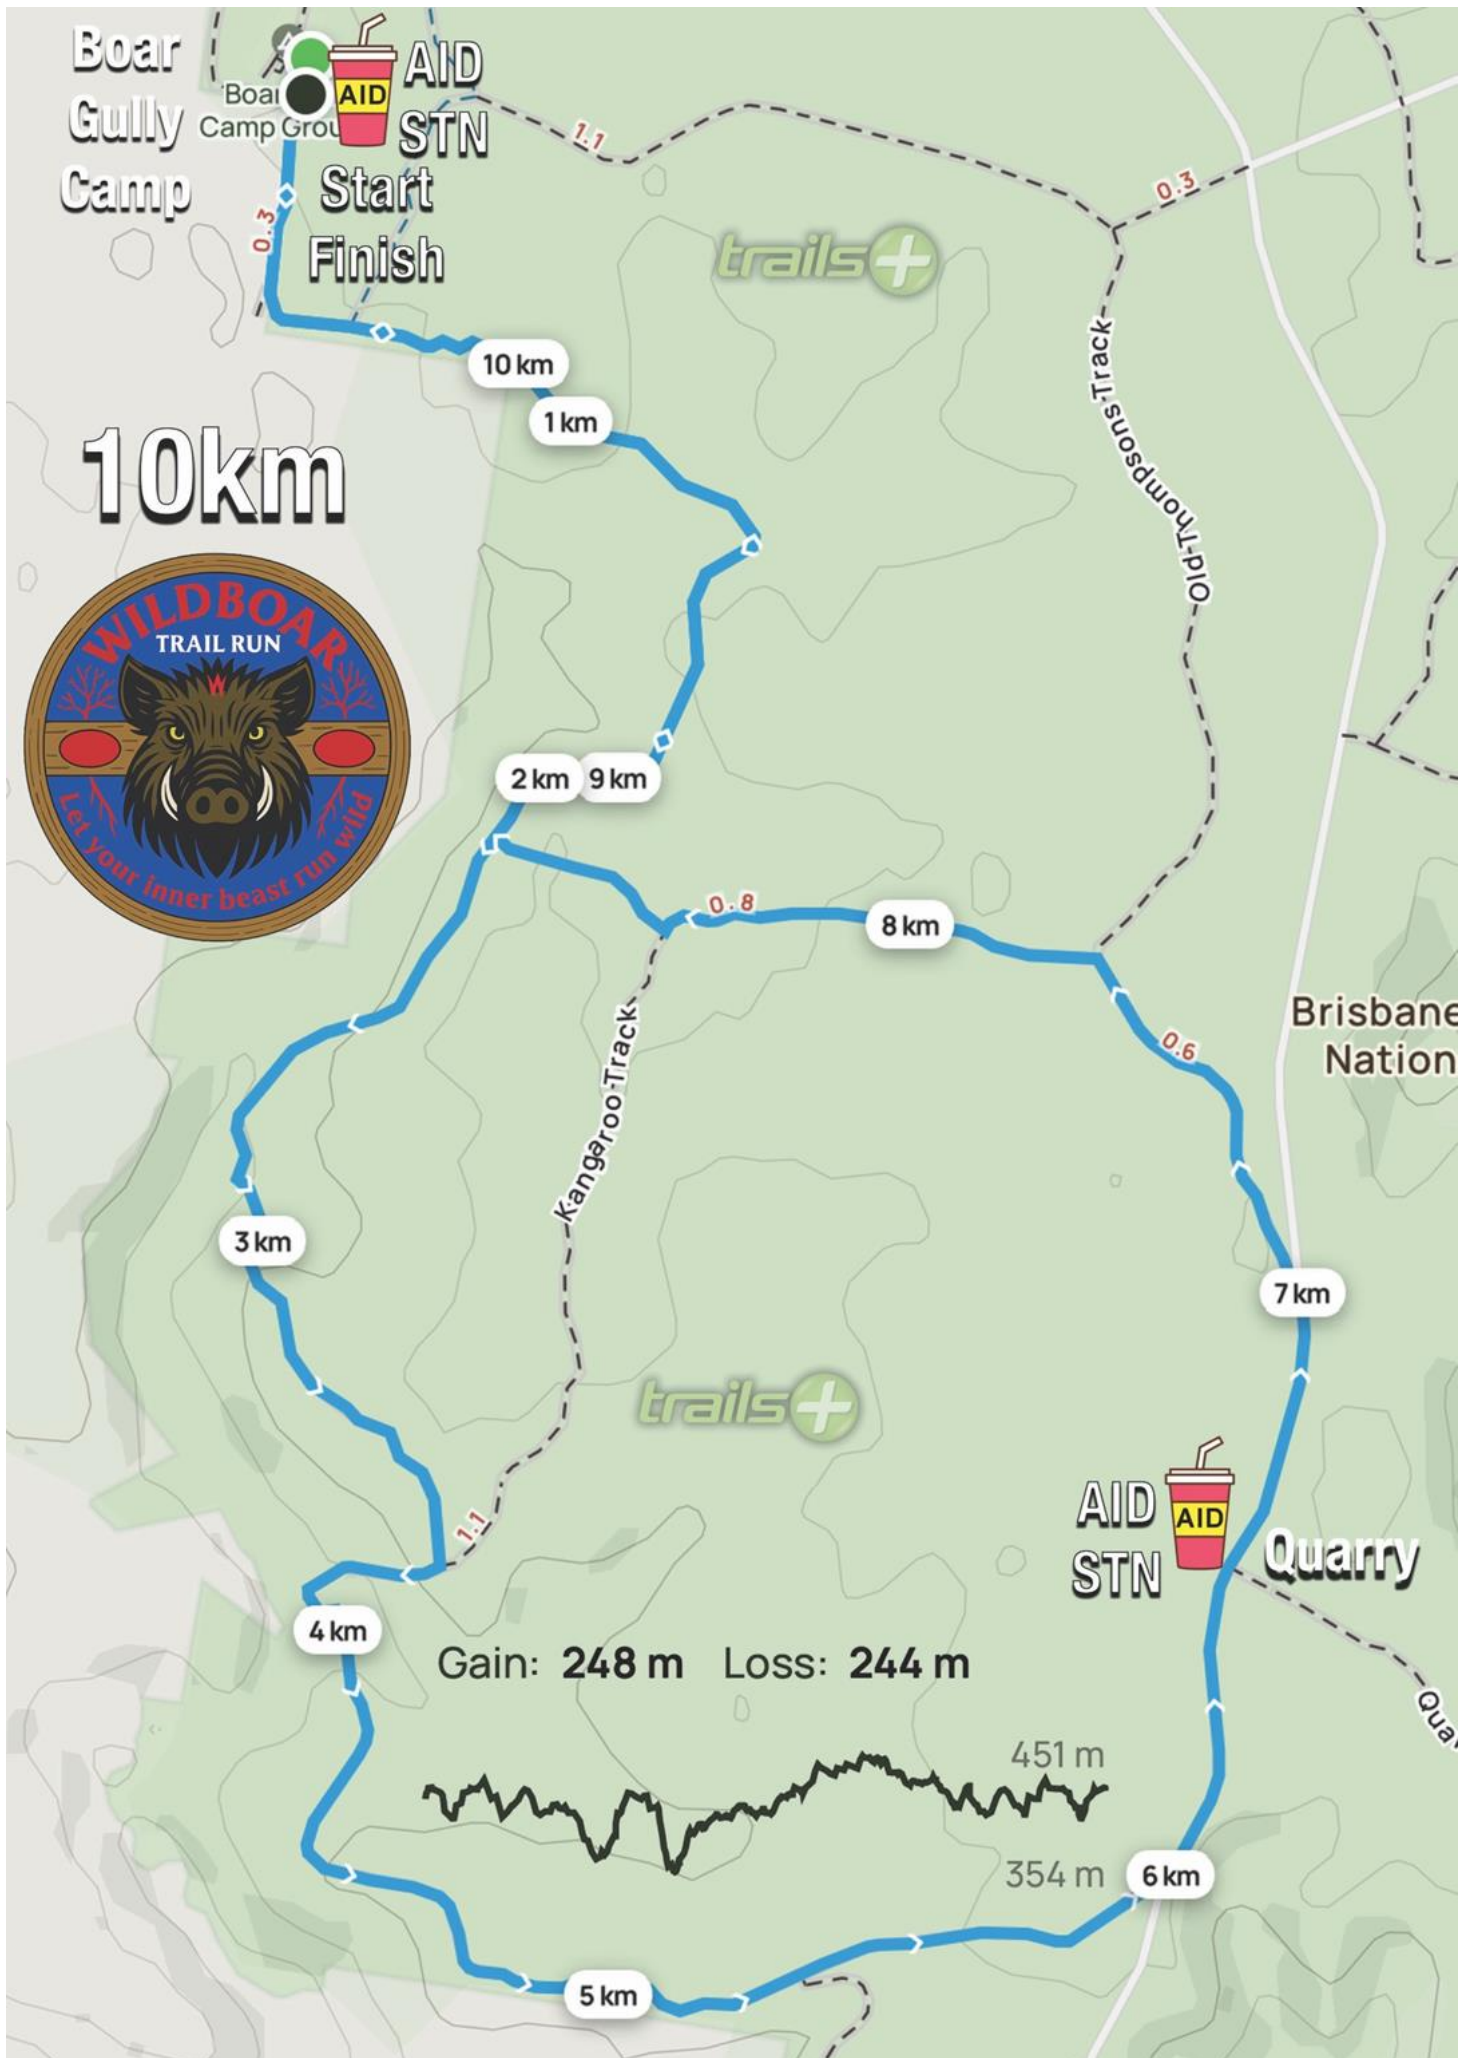 Boar
Gully
Camp
Boar
Camp Grou
AID
AID
STN
Start
Finish
1.1
0.3
0.3
trails+
10 km
1 km
Old Thompsons Track
10km
WILDBOAR
TRAIL RUN
Let your inner beast run wild
2 km
9 km
0.8
8 km
Brisbane
Nation
0.6
Kangaroo Track
3 km
7 km
trails+
AID
STN
AID
Quarry
1.1
4 km
Gain: 248 m Loss: 244 m
Qua
451 m
354 m
6 km
5 km